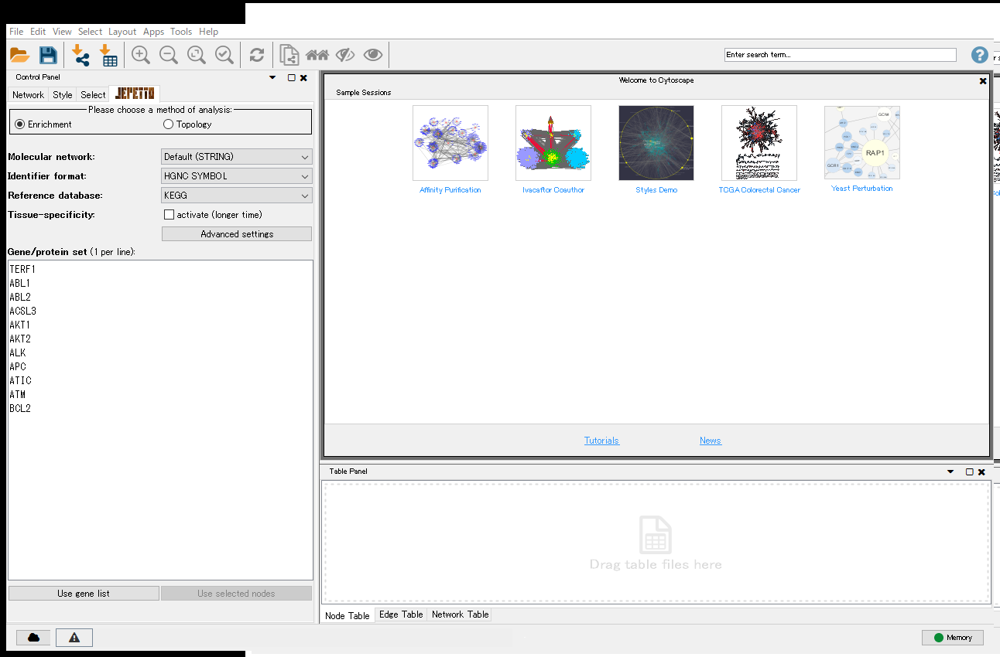 File Edit View Select Layout Apps Tools Help
Enter search term...
Control Panel
Network Style Select JEPETTO
Please choose a method of analysis:
Enrichment Topology
Molecular network: Default (STRING)
Identifier format: HGNC SYMBOL
Reference database: KEGG
Tissue-specificity: activate (longer time)
Advanced settings
Gene/protein set (1 per line):
TERF1
ABL1
ABL2
ACSL3
AKT1
AKT2
ALK
APC
ATIC
ATM
BCL2
Use gene list Use selected nodes
Welcome to Cytoscape
Sample Sessions
RAP1
GCN4
GCR1
Affinity Purification Ivacaftor Coauthor Styles Demo TCGA Colorectal Cancer Yeast Perturbation
Tutorials News
Table Panel
Drag table files here
Node Table Edge Table Network Table
Memory